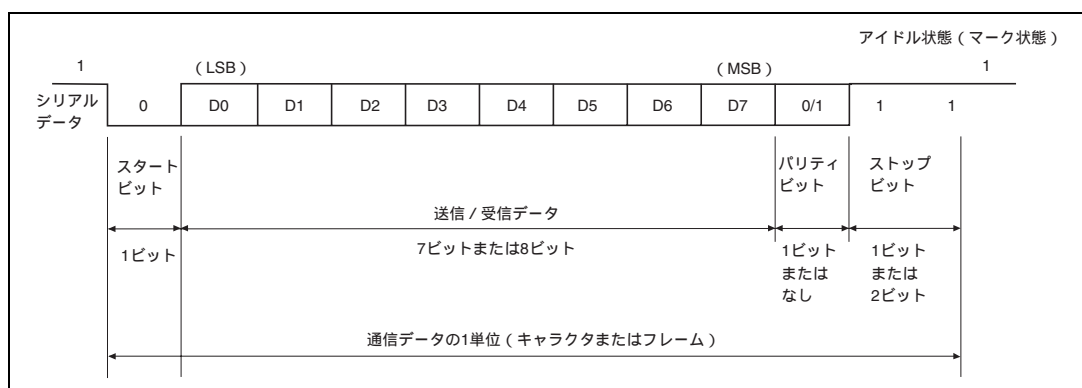 アイドル状態（マーク状態）
1 （LSB） （MSB） 1
シリアル
データ
0 D0 D1 D2 D3 D4 D5 D6 D7 0/1 1 1
スタート
ビット
パリティ
ビット
ストップ
ビット
送信／受信データ
1ビット
7ビットまたは8ビット
1ビット
または
なし
1ビット
または
2ビット
通信データの1単位（キャラクタまたはフレーム）